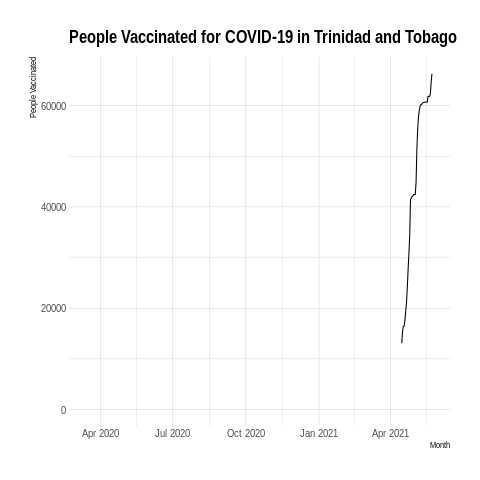 People Vaccinated for COVID-19 in Trinidad and Tobago
People Vaccinated
60000
40000
20000
0
Apr 2020 Jul 2020 Oct 2020 Jan 2021 Apr 2021
Month